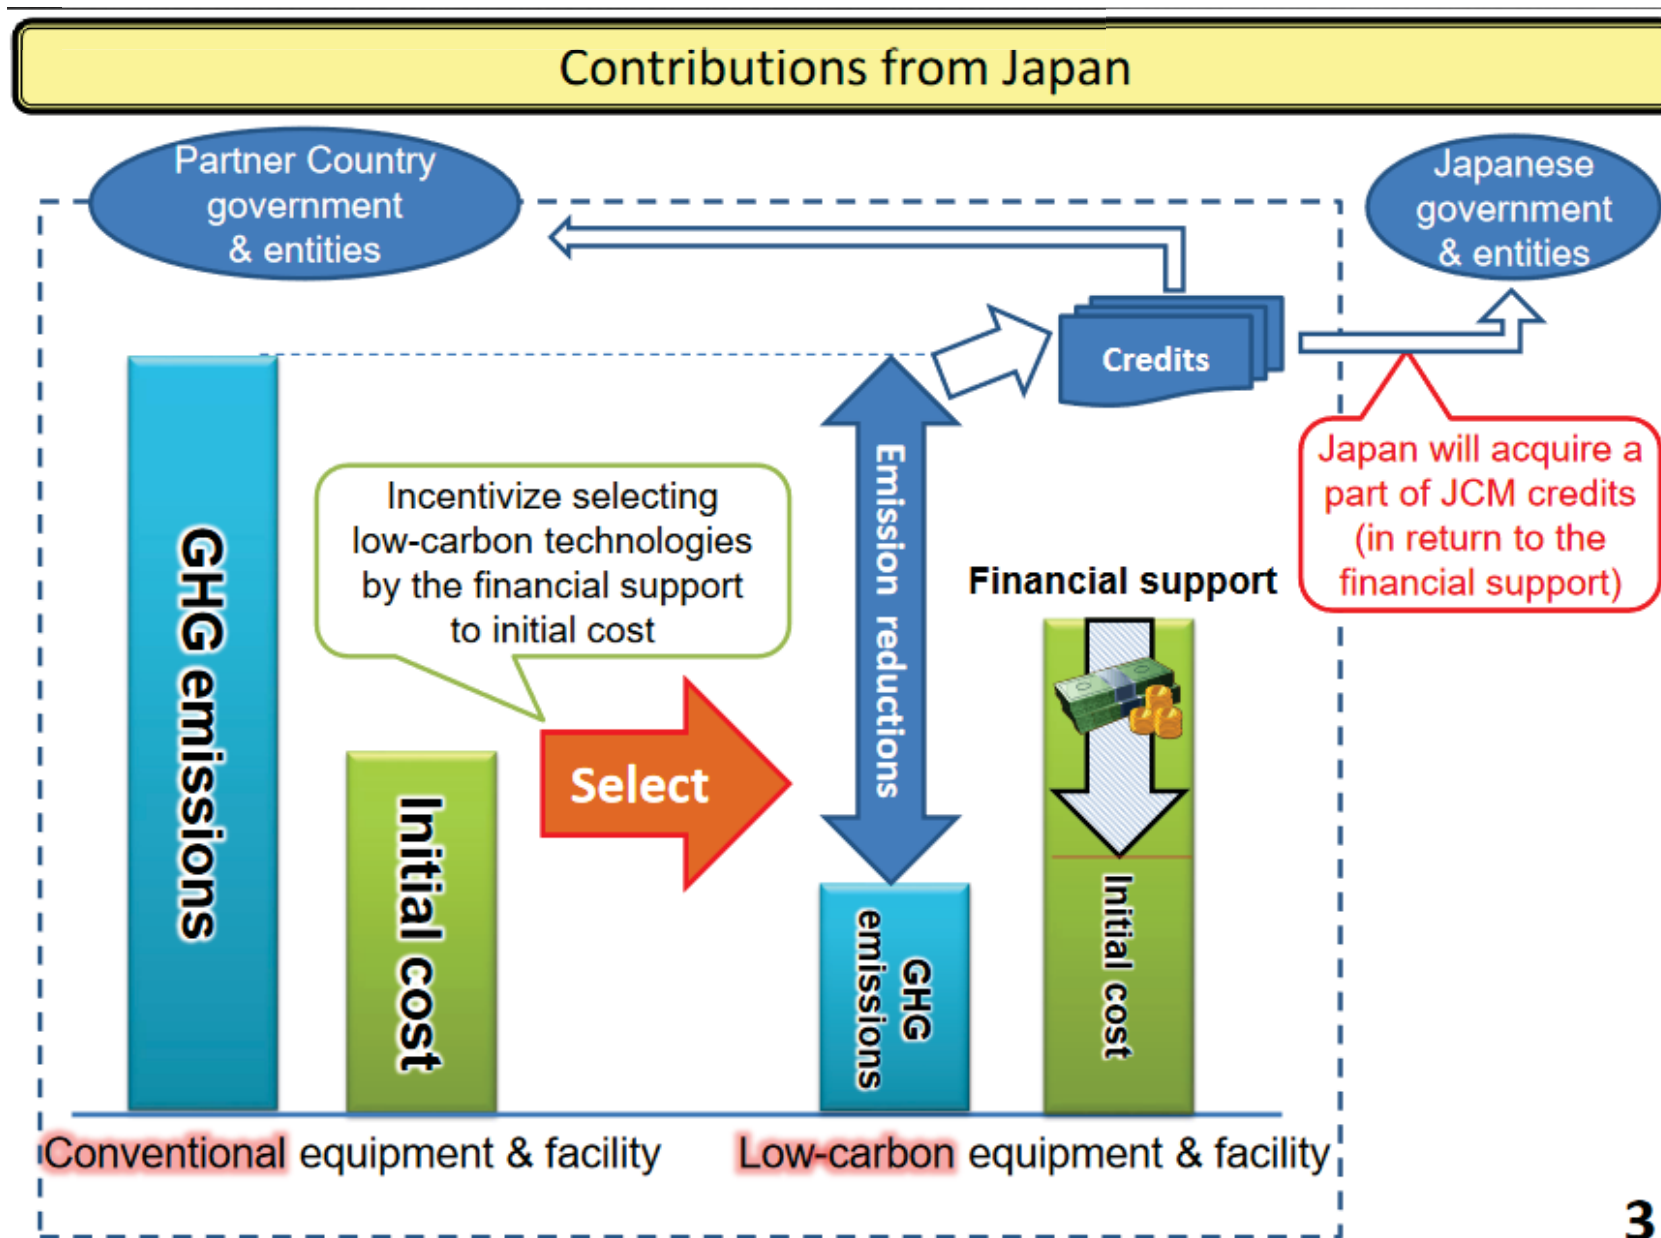 Contributions from Japan
Partner Country
government
& entities
Japanese
government
& entities
Credits
Japan will acquire a
part of JCM credits
(in return to the
financial support)
Incentivize selecting
low-carbon technologies
by the financial support
to initial cost
Emission reductions
Financial support
GHG emissions
Initial cost
Select
GHG
emissions
Initial cost
Conventional equipment & facility
Low-carbon equipment & facility
3